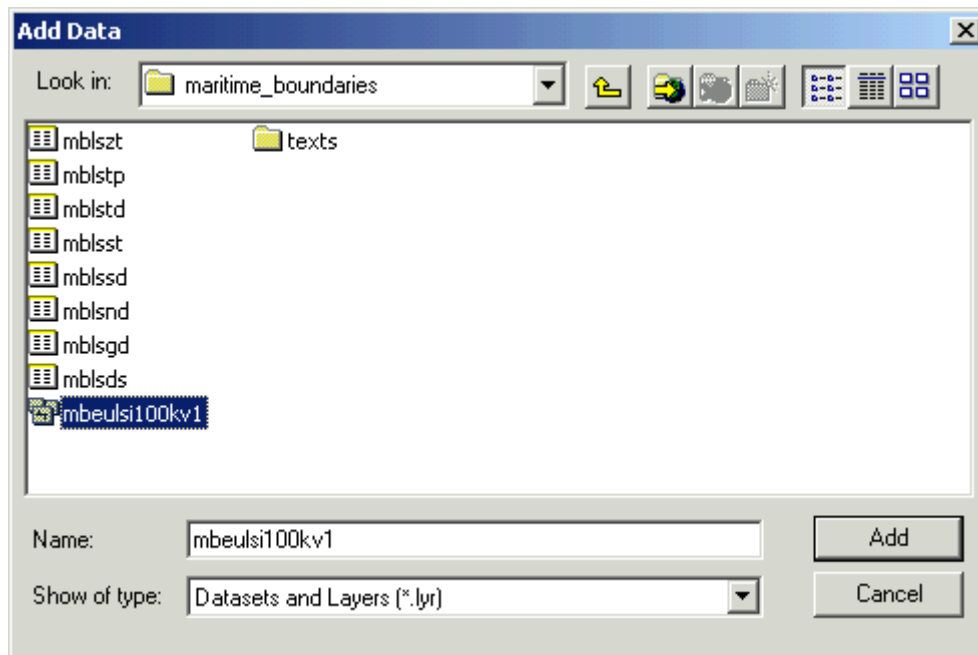 Add Data
Look in: maritime_boundaries
mblszt texts
mblstp
mblstd
mblsst
mblssd
mblsnd
mblsgd
mblsds
mbeulsi100kv1
Name: mbeulsi100kv1 Add
Show of type: Datasets and Layers (*.lyr) Cancel